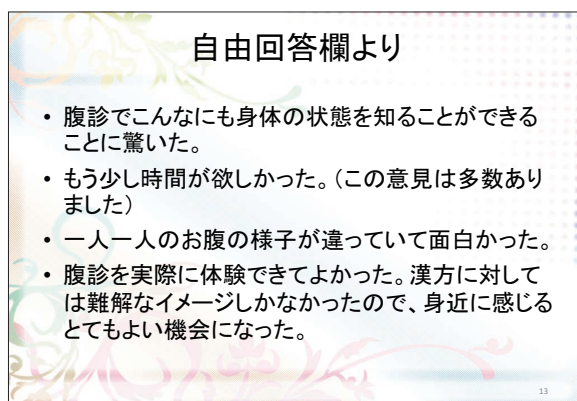 自由回答欄より
• 腹診でこんなにも身体の状態を知ることができる
ことに驚いた。
• もう少し時間が欲しかった。(この意見は多数あり
ました)
• 一人一人のお腹の様子が違っていて面白かった。
• 腹診を実際に体験できてよかった。漢方に対して
は難解なイメージしかなかったので、身近に感じる
とてもよい機会になった。
13